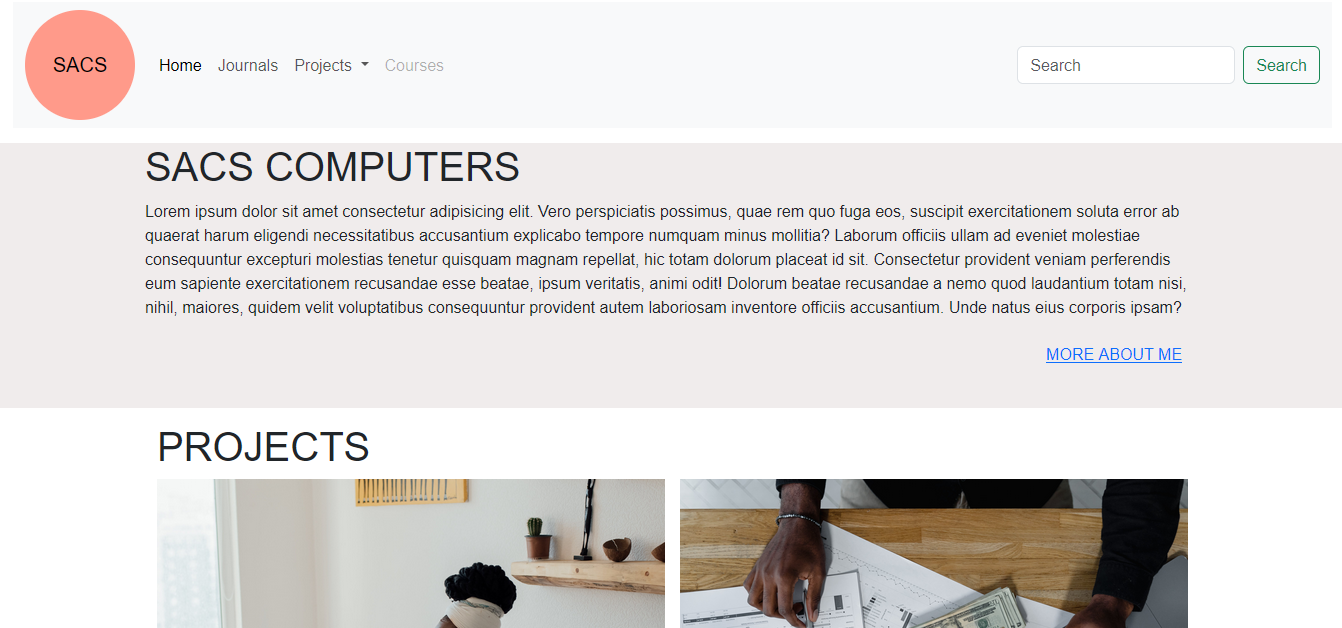 SACS
Home Journals Projects Courses
Search Search
SACS COMPUTERS
Lorem ipsum dolor sit amet consectetur adipisicing elit. Vero perspiciatis possimus, quae rem quo fuga eos, suscipit exercitationem soluta error ab
quaerat harum eligendi necessitatibus accusantium explicabo tempore numquam minus mollitia? Laborum officiis ullam ad eveniet molestiae
consequuntur excepturi molestias tenetur quisquam magnam repellat, hic totam dolorum placeat id sit. Consectetur provident veniam perferendis
eum sapiente exercitationem recusandae esse beatae, ipsum veritatis, animi odit! Dolorum beatae recusandae a nemo quod laudantium totam nisi,
nihil, maiores, quidem velit voluptatibus consequuntur provident autem laboriosam inventore officiis accusantium. Unde natus eius corporis ipsam?
MORE ABOUT ME
PROJECTS